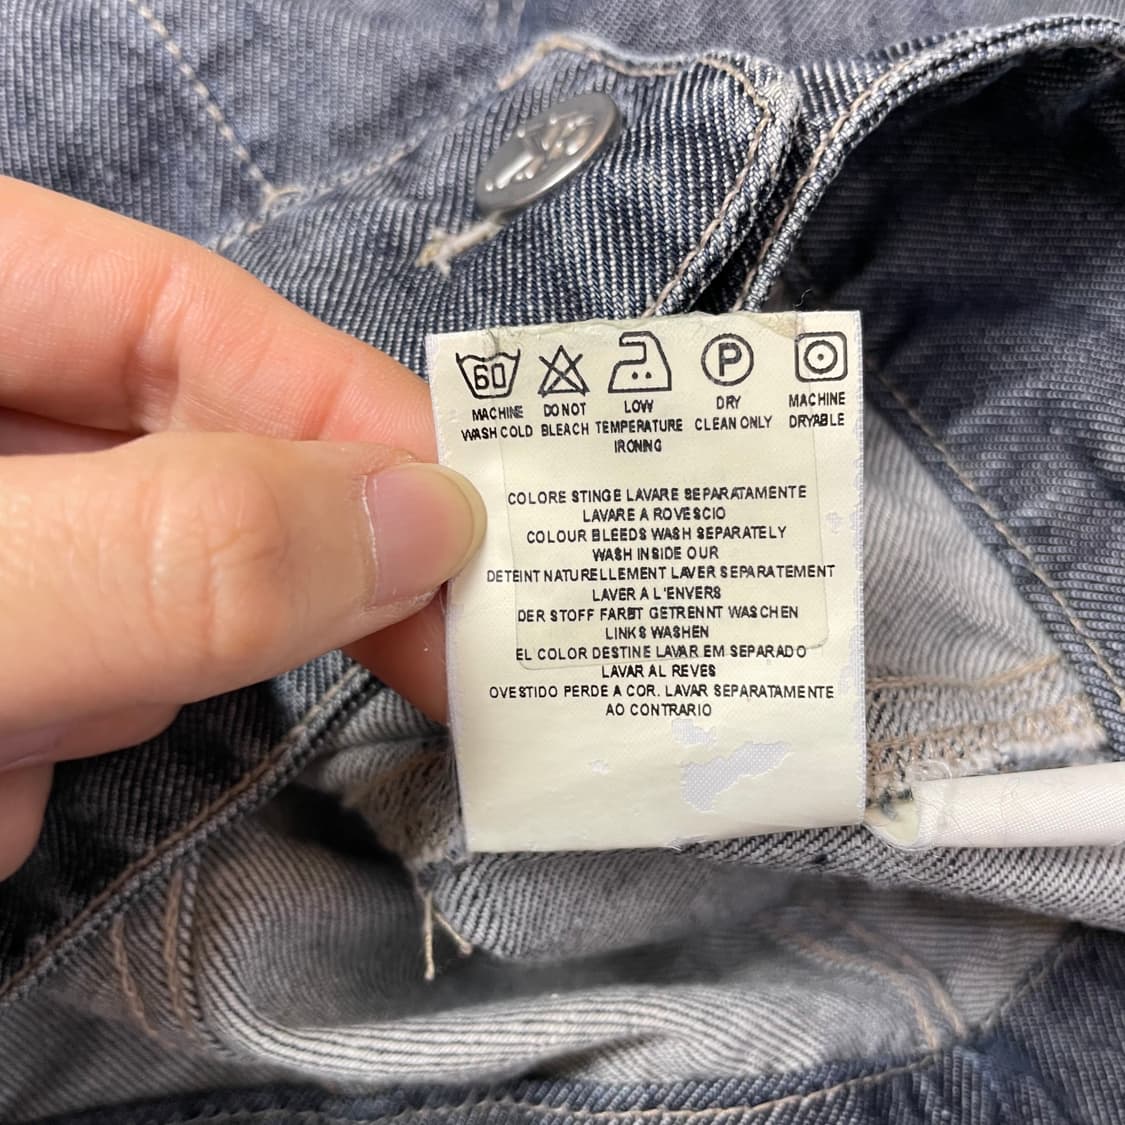 60
P
MACHINE WASH COLD
DO NOT BLEACH
LOW TEMPERATURE IRONING
DRY CLEAN ONLY
MACHINE DRYABLE
COLORE STINGE LAVARE SEPARATAMENTE
LAVARE A ROVESCIO
COLOUR BLEEDS WASH SEPARATELY
WASH INSIDE OUR
DETEINT NATURELLEMENT LAVER SEPARATEMENT
LAVER A L'ENVERS
DER STOFF FARBT GETRENNT WASCHEN
LINKS WASHEN
EL COLOR DESTINE LAVAR EM SEPARADO
LAVAR AL REVES
OVESTIDO PERDE A COR. LAVAR SEPARATAMENTE
AO CONTRARIO